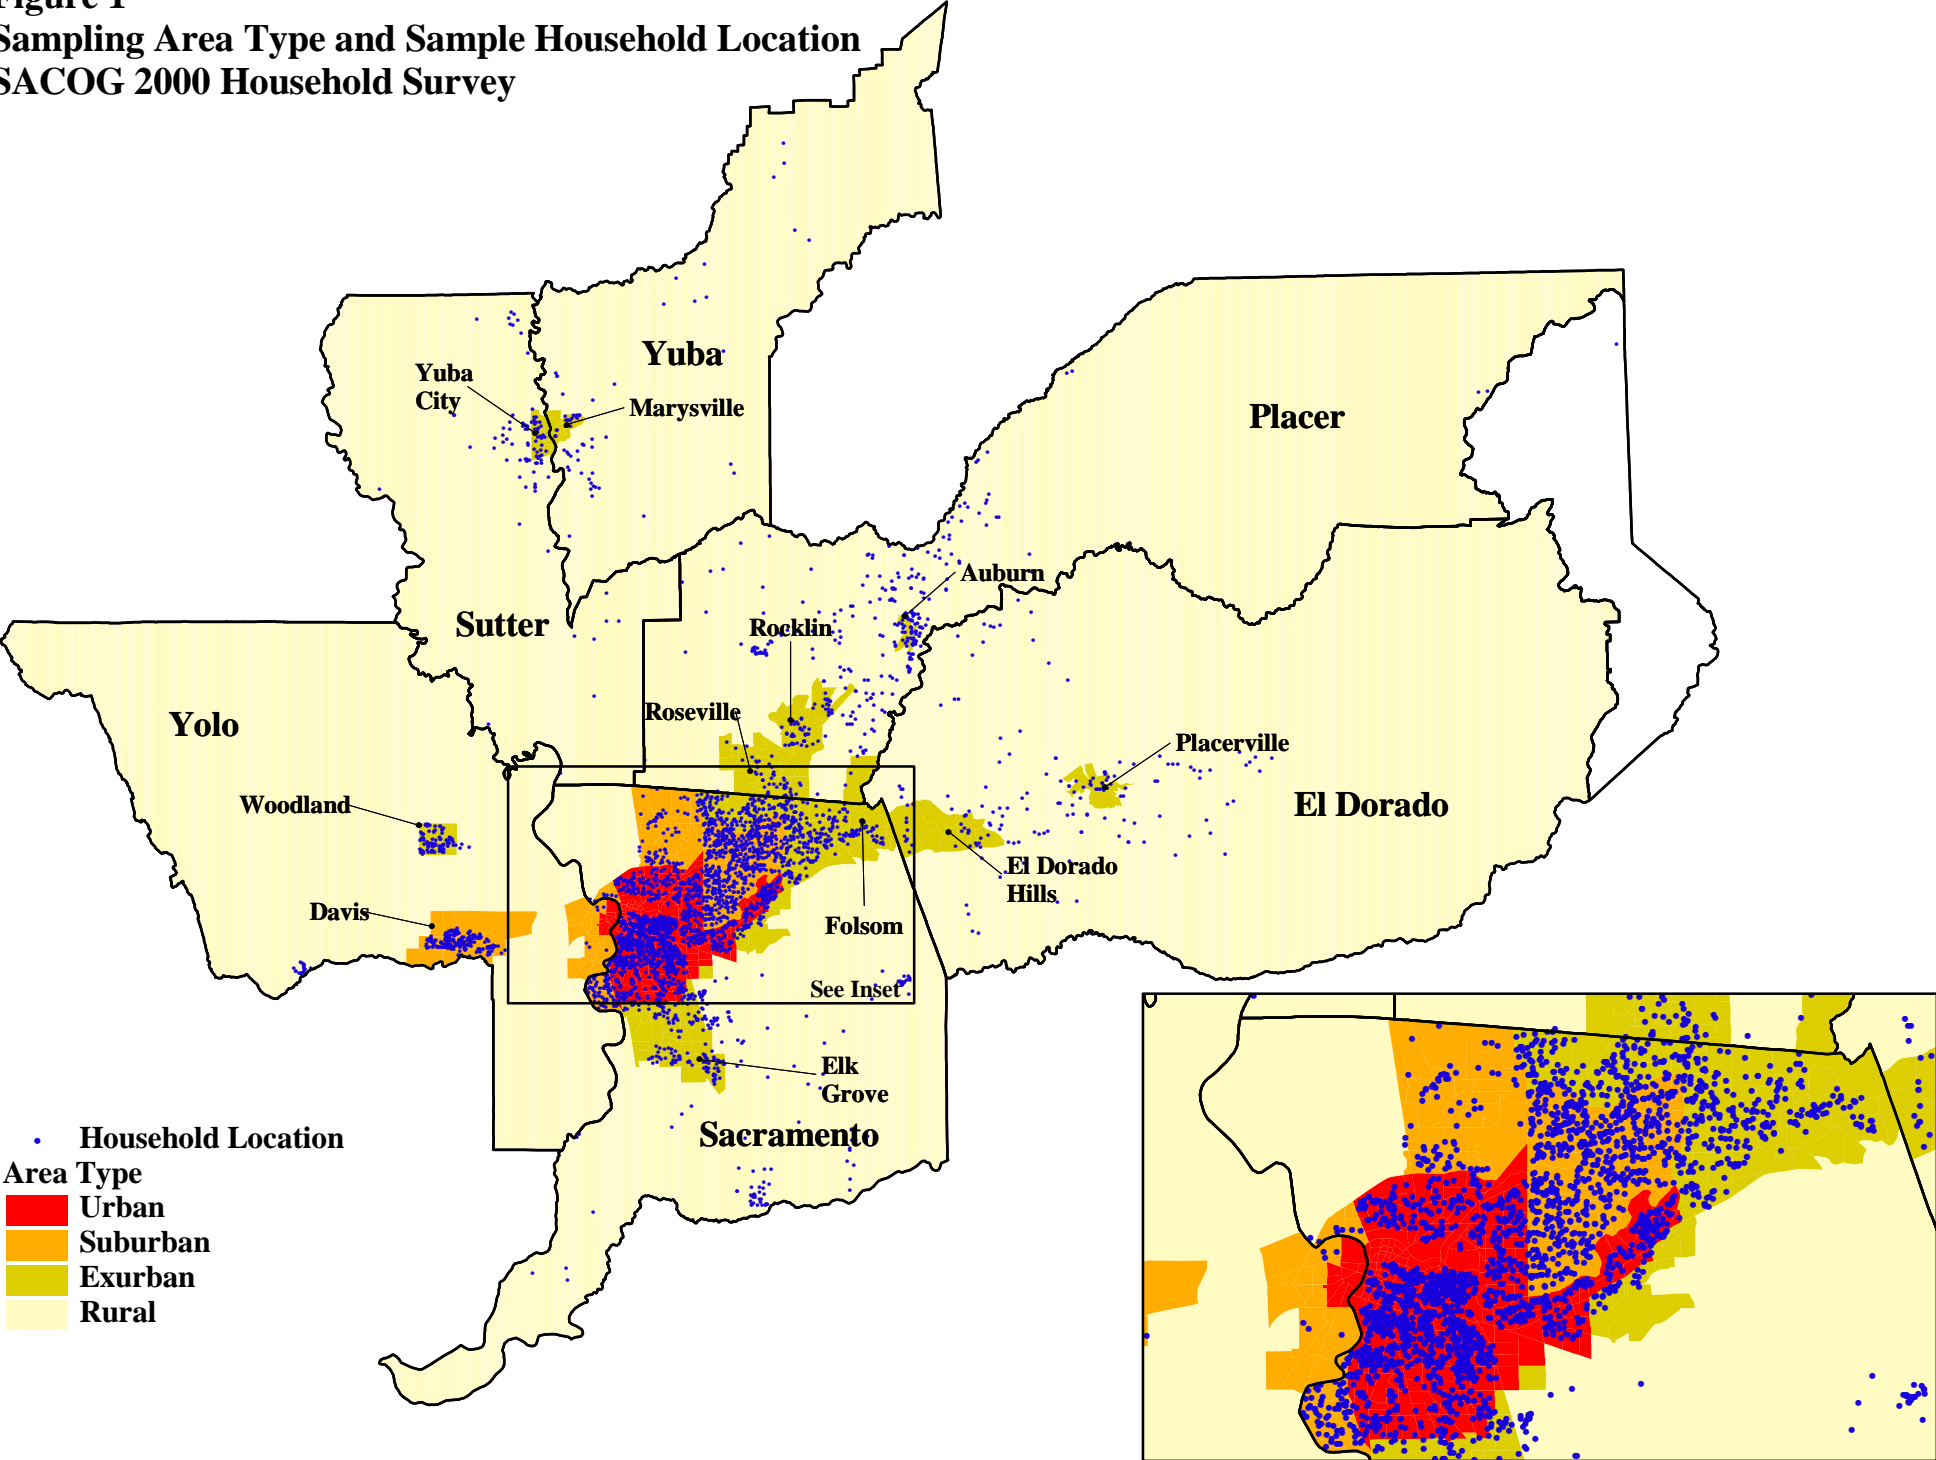 Figure 1
Sampling Area Type and Sample Household Location
SACOG 2000 Household Survey
Yuba
Yuba
City
Marysville
Placer
Auburn
Sutter
Rocklin
Yolo
Roseville
Placerville
Woodland
El Dorado
El Dorado
Hills
Davis
Folsom
See Inset
Elk
Grove
Sacramento
Household Location
Area Type
Urban
Suburban
Exurban
Rural